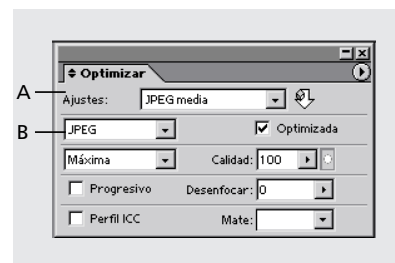 Optimizar
A
Ajustes: JPEG media
B
JPEG Optimizada
Máxima Calidad: 100
Progresivo Desenfocar: 0
Perfil ICC Mate: